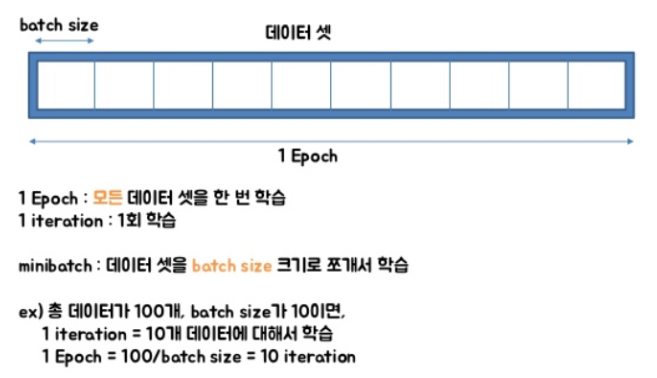 batch size
데이터 셋
1 Epoch
1 Epoch : 모든 데이터 셋을 한 번 학습
1 iteration : 1회 학습
minibatch : 데이터 셋을 batch size 크기로 쪼개서 학습
ex) 총 데이터가 100개, batch size가 10이면,
1 iteration = 10개 데이터에 대해서 학습
1 Epoch = 100/batch size = 10 iteration